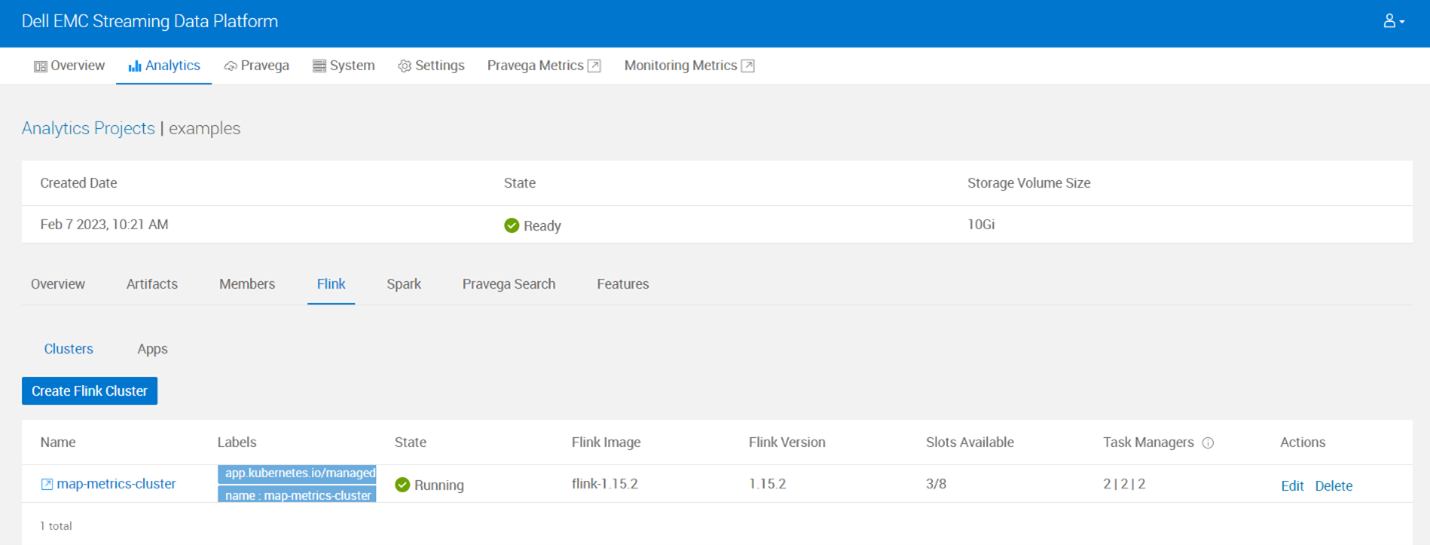 Dell EMC Streaming Data Platform
Overview Analytics Pravega System Settings Pravega Metrics Monitoring Metrics
Analytics Projects | examples
Created Date State Storage Volume Size
Feb 7 2023, 10:21 AM Ready 10Gi
Overview Artifacts Members Flink Spark Pravega Search Features
Clusters Apps
Create Flink Cluster
Name Labels State Flink Image Flink Version Slots Available Task Managers Actions
app.kubernetes.io/managed
map-metrics-cluster Running flink-1.15.2 1.15.2 3/8 2 | 2 | 2 Edit Delete
name : map-metrics-cluster
1 total